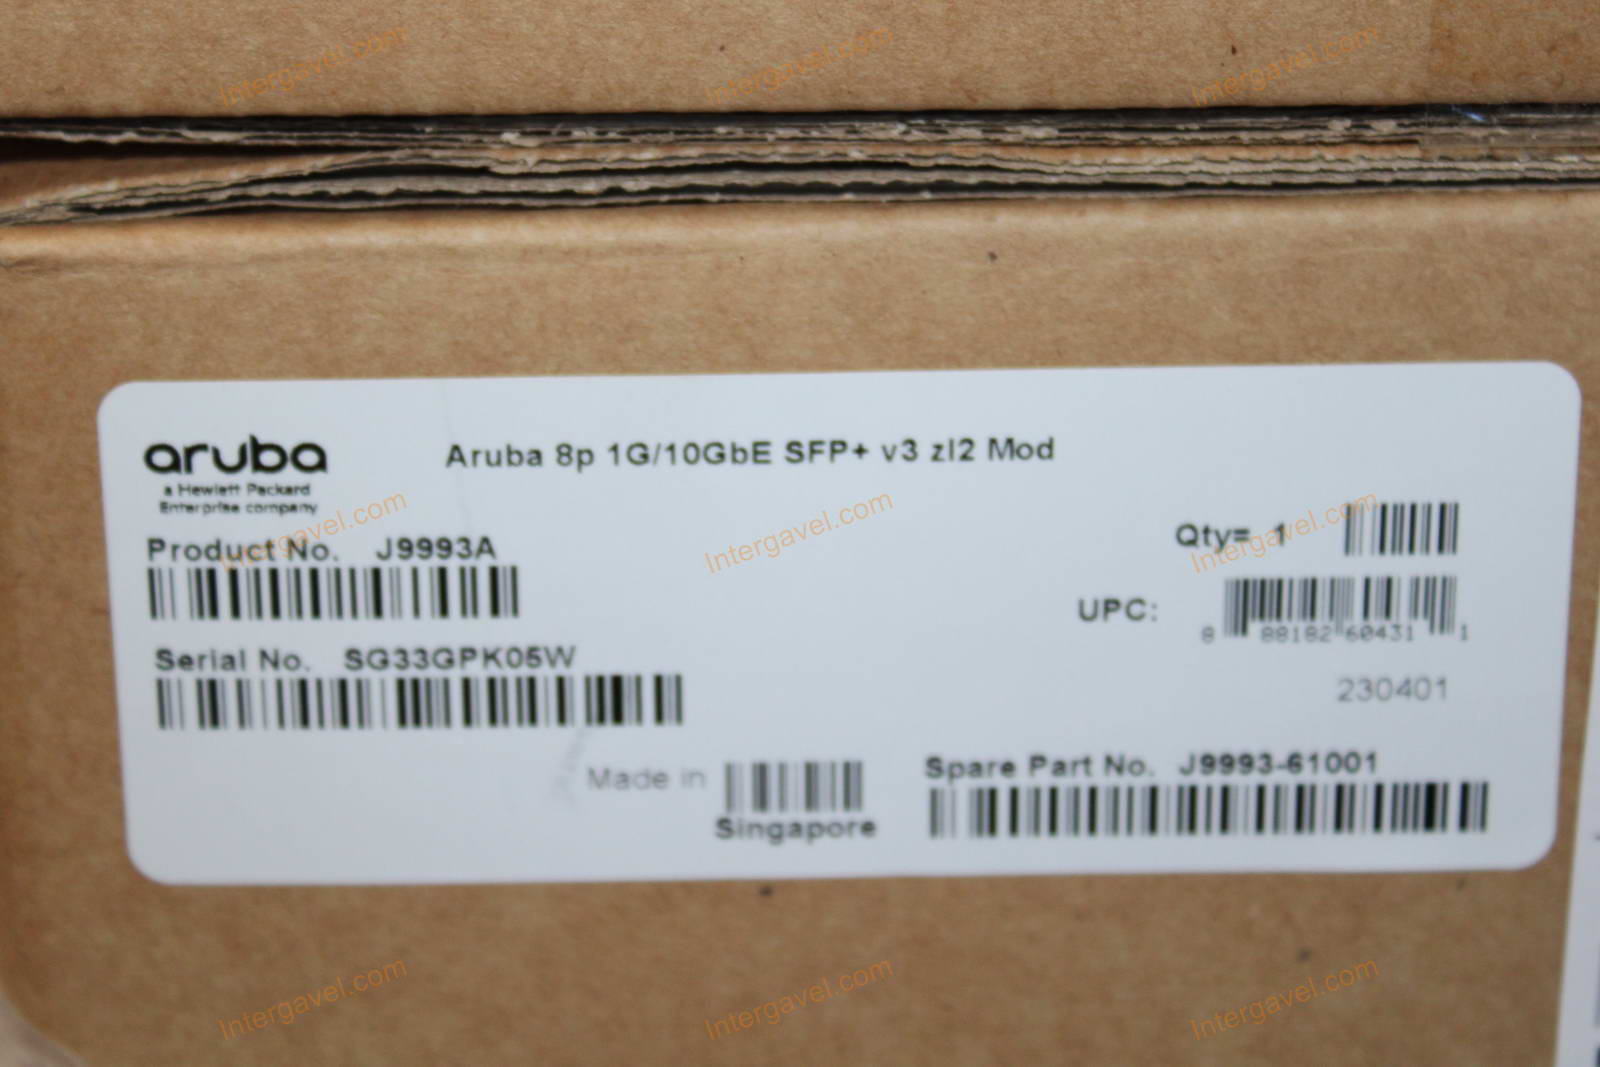 Intergavel.com Intergavel.com Intergavel.com
aruba
a Hewlett Packard
Enterprise company
Aruba 8p 1G/10GbE SFP+ v3 zl2 Mod
Intergavel.com Intergavel.com Intergavel.com
Product No. J9993A
Qty= 1
Serial No. SG33GPK05W
UPC:
8 88182 60431 1
230401
Made in
Singapore
Spare Part No. J9993-61001
Intergavel.com Intergavel.com Intergavel.com